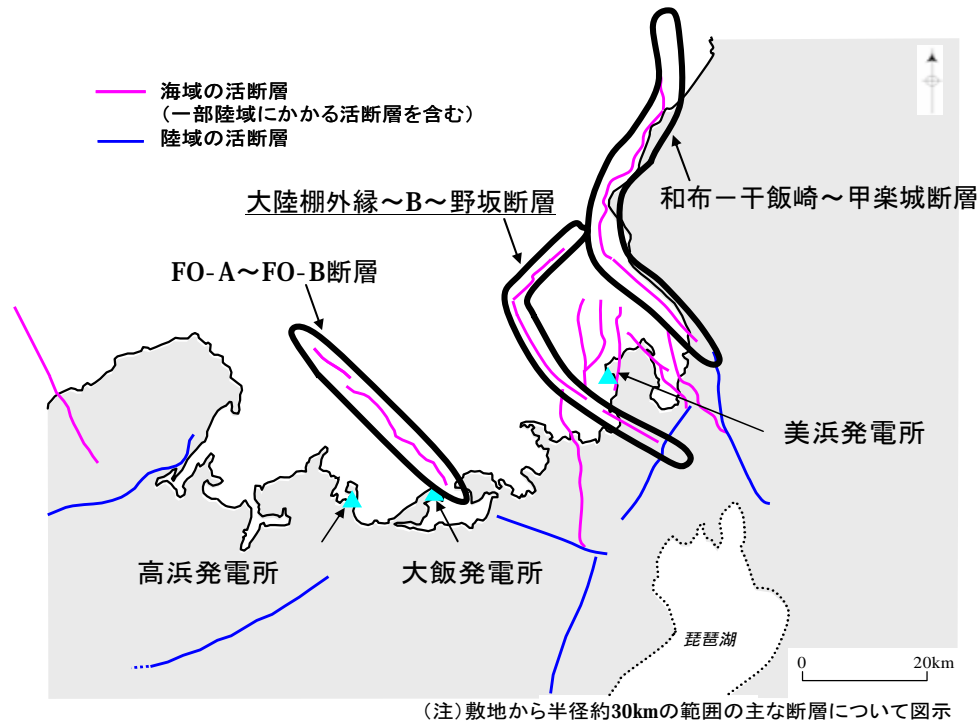 海域の活断層
（一部陸域にかかる活断層を含む）
陸域の活断層
大陸棚外縁～B～野坂断層
和布－干飯崎～甲楽城断層
FO-A～FO-B断層
美浜発電所
高浜発電所
大飯発電所
琵琶湖
0 20km
（注）敷地から半径約30kmの範囲の主な断層について図示